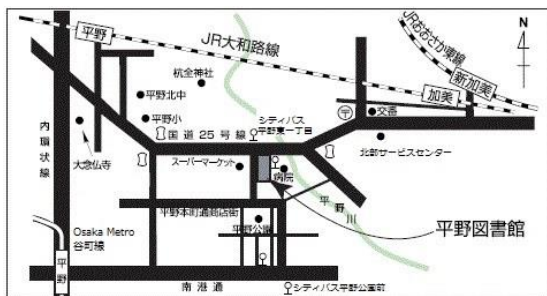 平野
JR大和路線
JRおおさか東線
新加美
加美
N
杭全神社
平野北中
平野小
シティバス
平野東一丁目
〒
交番
国道25号線
内環状線
大念仏寺
スーパーマーケット
病院
北部サービスセンター
平野本町通商店街
平野川
平野公園
平野図書館
Osaka Metro
谷町線
平野
南港通
シティバス平野公園前